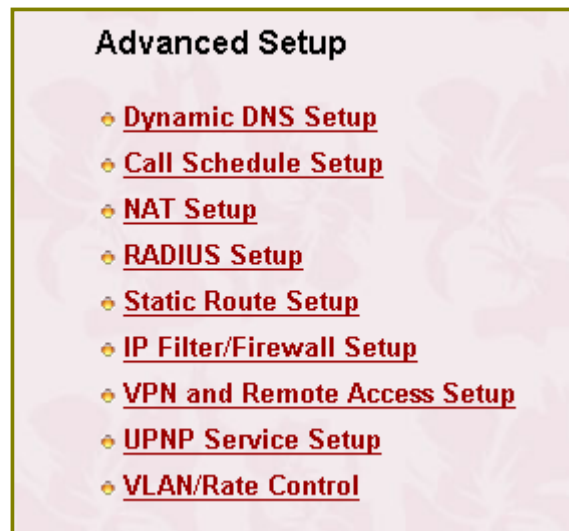 Advanced Setup
Dynamic DNS Setup
Call Schedule Setup
NAT Setup
RADIUS Setup
Static Route Setup
IP Filter/Firewall Setup
VPN and Remote Access Setup
UPNP Service Setup
VLAN/Rate Control